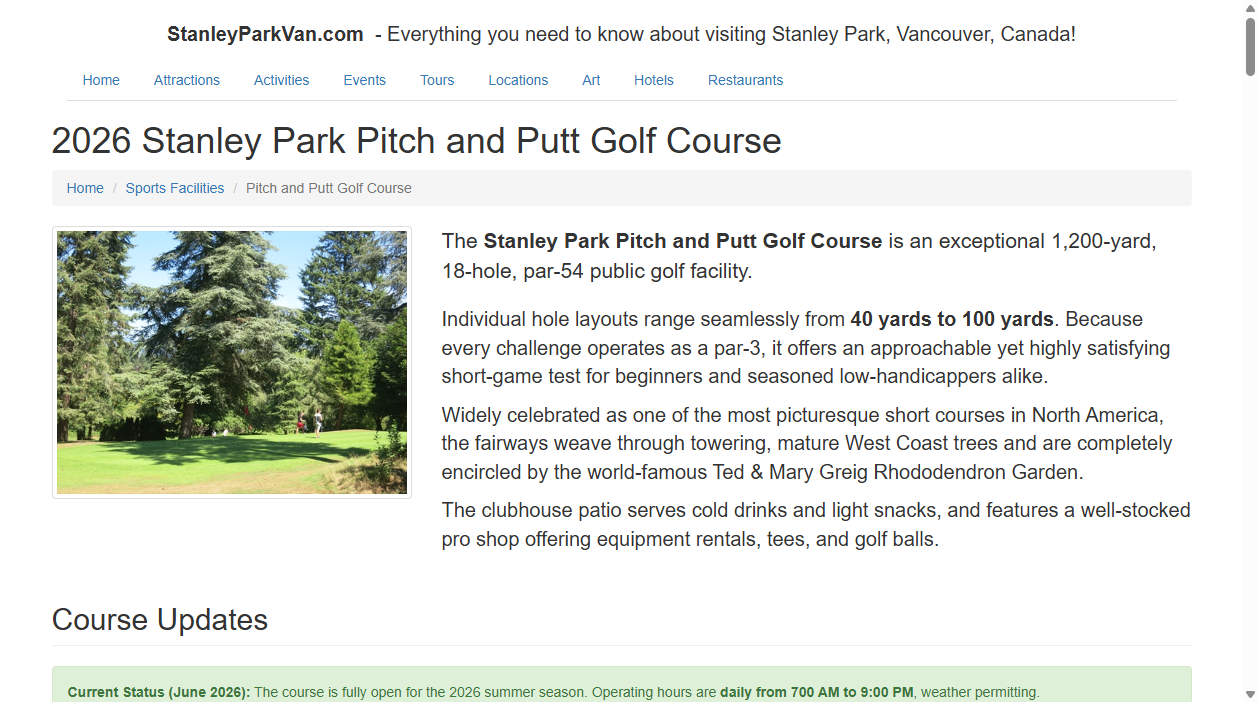 StanleyParkVan.com - Everything you need to know about visiting Stanley Park, Vancouver, Canada!
Home Attractions Activities Events Tours Locations Art Hotels Restaurants
2026 Stanley Park Pitch and Putt Golf Course
Home / Sports Facilities / Pitch and Putt Golf Course
The Stanley Park Pitch and Putt Golf Course is an exceptional 1,200-yard,
18-hole, par-54 public golf facility.
Individual hole layouts range seamlessly from 40 yards to 100 yards. Because
every challenge operates as a par-3, it offers an approachable yet highly satisfying
short-game test for beginners and seasoned low-handicappers alike.
Widely celebrated as one of the most picturesque short courses in North America,
the fairways weave through towering, mature West Coast trees and are completely
encircled by the world-famous Ted & Mary Greig Rhododendron Garden.
The clubhouse patio serves cold drinks and light snacks, and features a well-stocked
pro shop offering equipment rentals, tees, and golf balls.
Course Updates
Current Status (June 2026): The course is fully open for the 2026 summer season. Operating hours are daily from 700 AM to 9:00 PM, weather permitting.